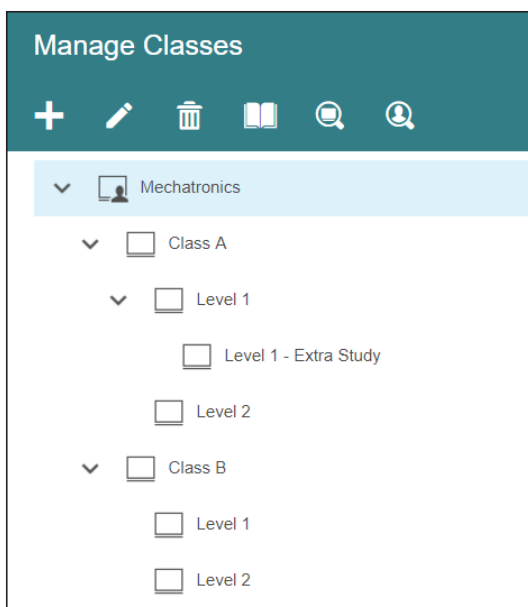 Manage Classes
Mechatronics
Class A
Level 1
Level 1 - Extra Study
Level 2
Class B
Level 1
Level 2